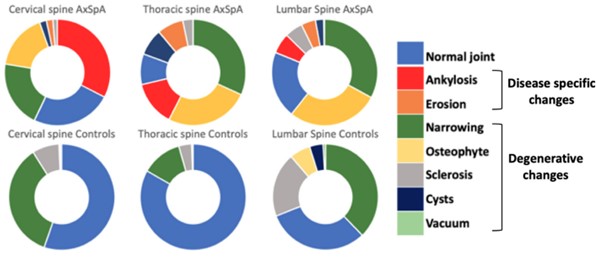 Cervical spine AxSpA
Thoracic spine AxSpA
Lumbar Spine AxSpA
Cervical spine Controls
Thoracic spine Controls
Lumbar Spine Controls
Normal joint
Ankylosis
Erosion
Narrowing
Osteophyte
Sclerosis
Cysts
Vacuum
Disease specific
changes
Degenerative
changes